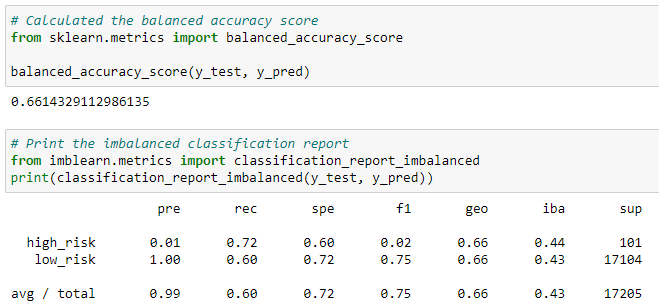 # Calculated the balanced accuracy score
from sklearn.metrics import balanced_accuracy_score
balanced_accuracy_score(y_test, y_pred)
0.6614329112986135
# Print the imbalanced classification report
from imblearn.metrics import classification_report_imbalanced
print(classification_report_imbalanced(y_test, y_pred))
pre rec spe f1 geo iba sup
high_risk 0.01 0.72 0.60 0.02 0.66 0.44 101
low_risk 1.00 0.60 0.72 0.75 0.66 0.43 17104
avg / total 0.99 0.60 0.72 0.75 0.66 0.43 17205